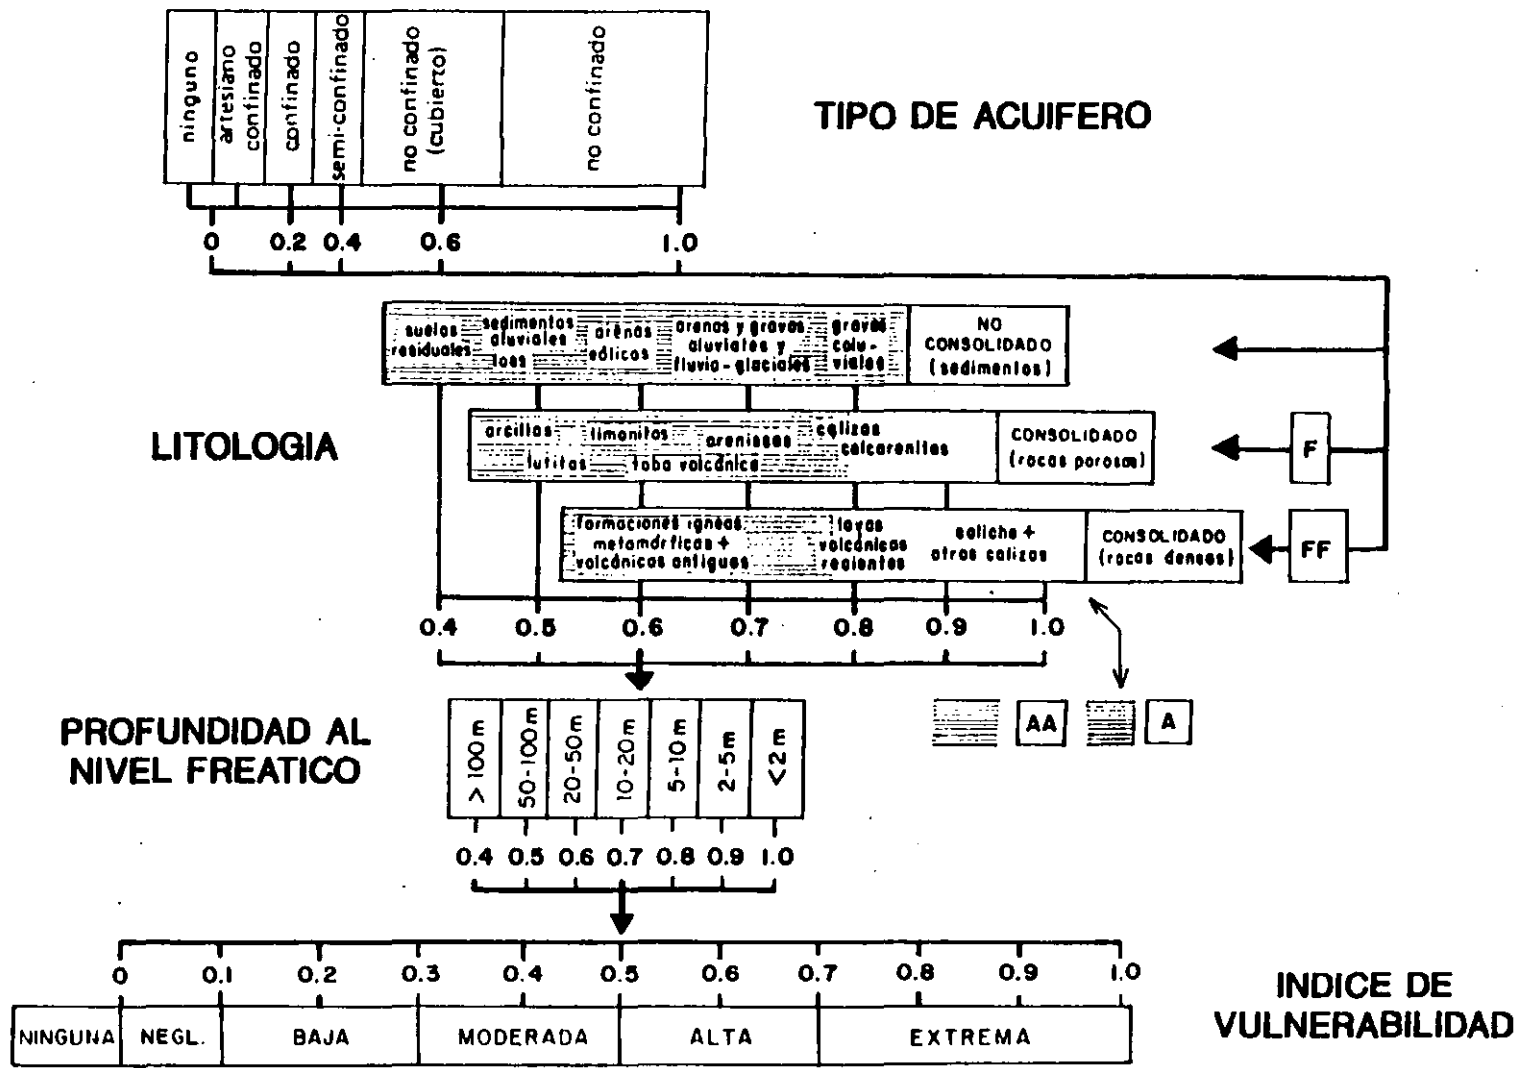 ninguno
artesiano
confinado
confinado
semi-confinado
no confinado
(cubierto)
no confinado
TIPO DE ACUIFERO
0 0.2 0.4 0.6 1.0
suelos
residuales
sedimentos
aluviales
loes
arenas
eólicos
arenas y gravas
aluviales y
fluvio-glaciales
gravas
colu-
viales
NO
CONSOLIDADO
(sedimentos)
LITOLOGIA
arcillas
lutitas
limonitas
toba volcánica
areniscas
calizas
calcarenitas
CONSOLIDADO
(rocas porosas)
F
formaciones ígneas
metamórficas +
volcánicas antiguas
lavas
volcánicas
recientes
caliche +
otras calizas
CONSOLIDADO
(rocas densas)
FF
0.4 0.5 0.6 0.7 0.8 0.9 1.0
AA A
PROFUNDIDAD AL
NIVEL FREATICO
>100m
50-100m
20-50m
10-20m
5-10m
2-5m
<2m
0.4 0.5 0.6 0.7 0.8 0.9 1.0
0 0.1 0.2 0.3 0.4 0.5 0.6 0.7 0.8 0.9 1.0
NINGUNA NEGL. BAJA MODERADA ALTA EXTREMA
INDICE DE
VULNERABILIDAD